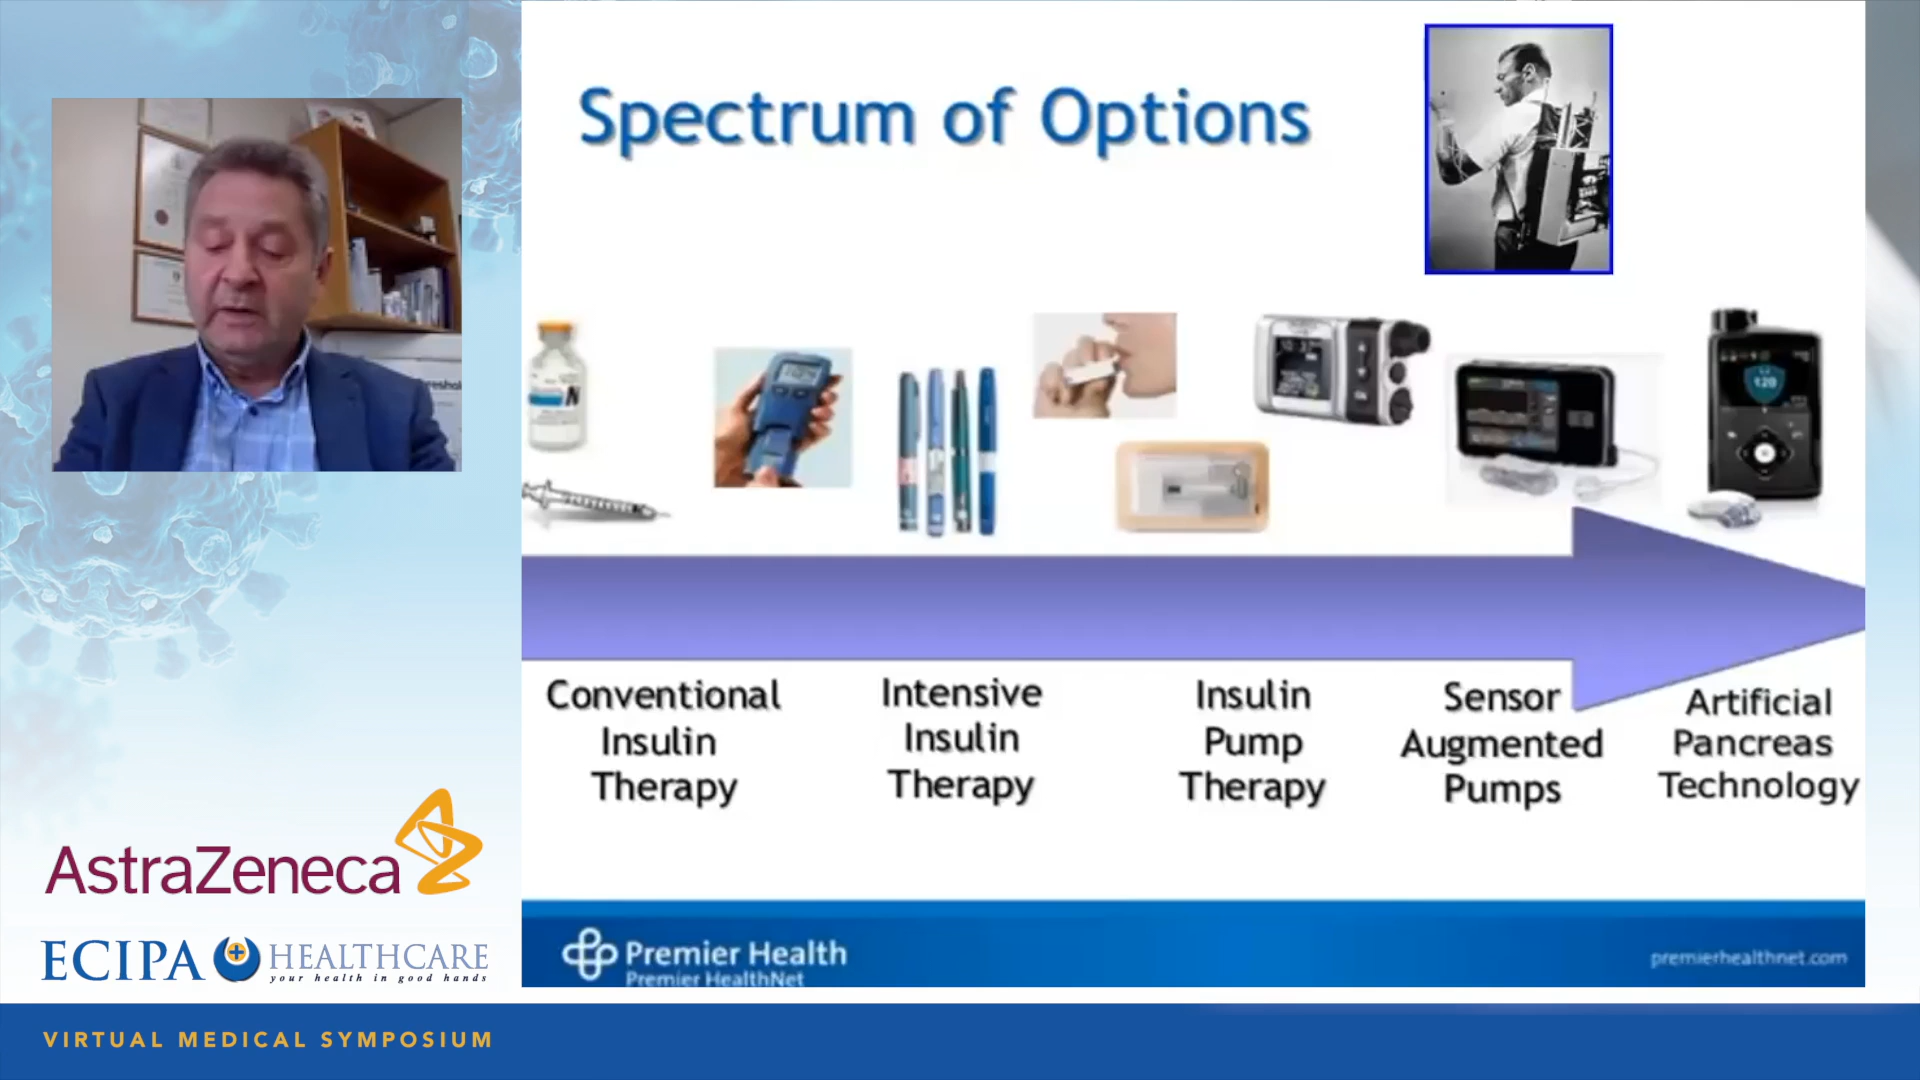 Spectrum of Options
N
120
Conventional
Insulin
Therapy
Intensive
Insulin
Therapy
Insulin
Pump
Therapy
Sensor
Augmented
Pumps
Artificial
Pancreas
Technology
Premier Health
Premier HealthNet
premierhealthnet.com
AstraZeneca
ECIPA HEALTHCARE
your health in good hands
VIRTUAL MEDICAL SYMPOSIUM